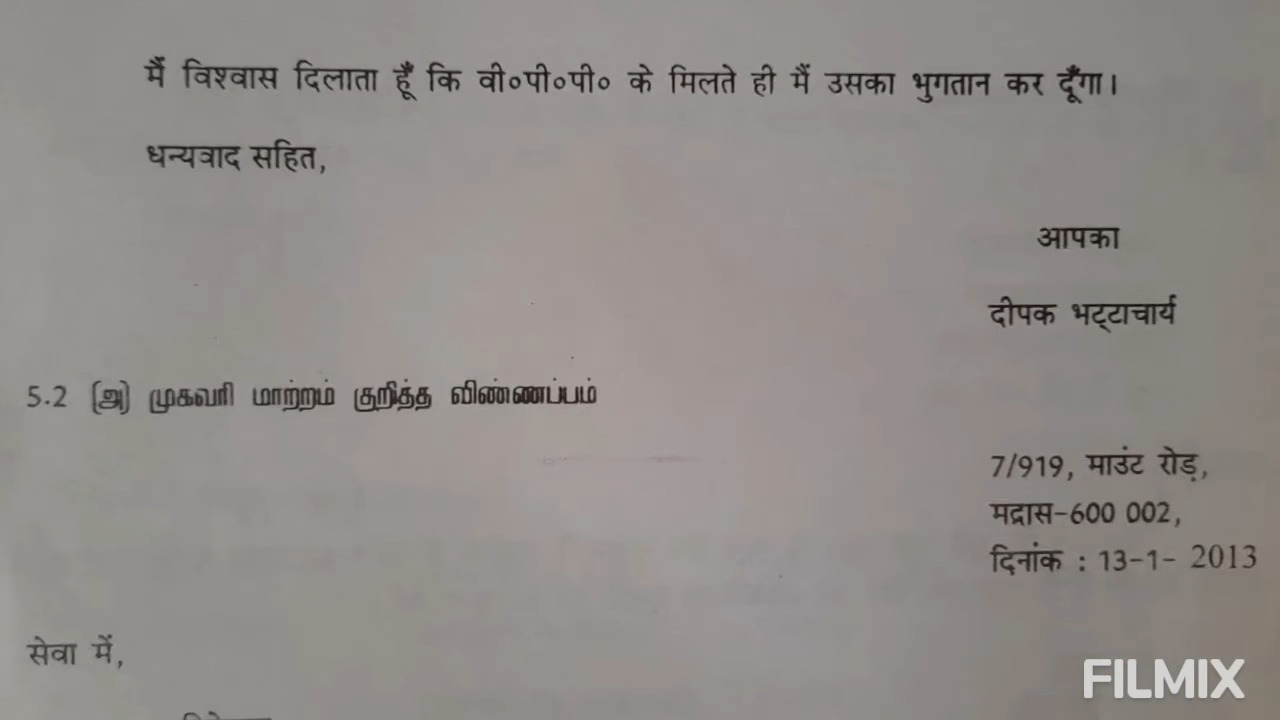 मैं विश्वास दिलाता हूँ कि वी०पी०पी० के मिलते ही मैं उसका भुगतान कर दूँगा।
धन्यवाद सहित,
आपका
दीपक भट्टाचार्य
5.2 (அ) முகவரி மாற்றம் குறித்த விண்ணப்பம்
7/919, माउंट रोड़,
मद्रास-600 002,
दिनांक : 13-1- 2013
सेवा में,
FILMIX